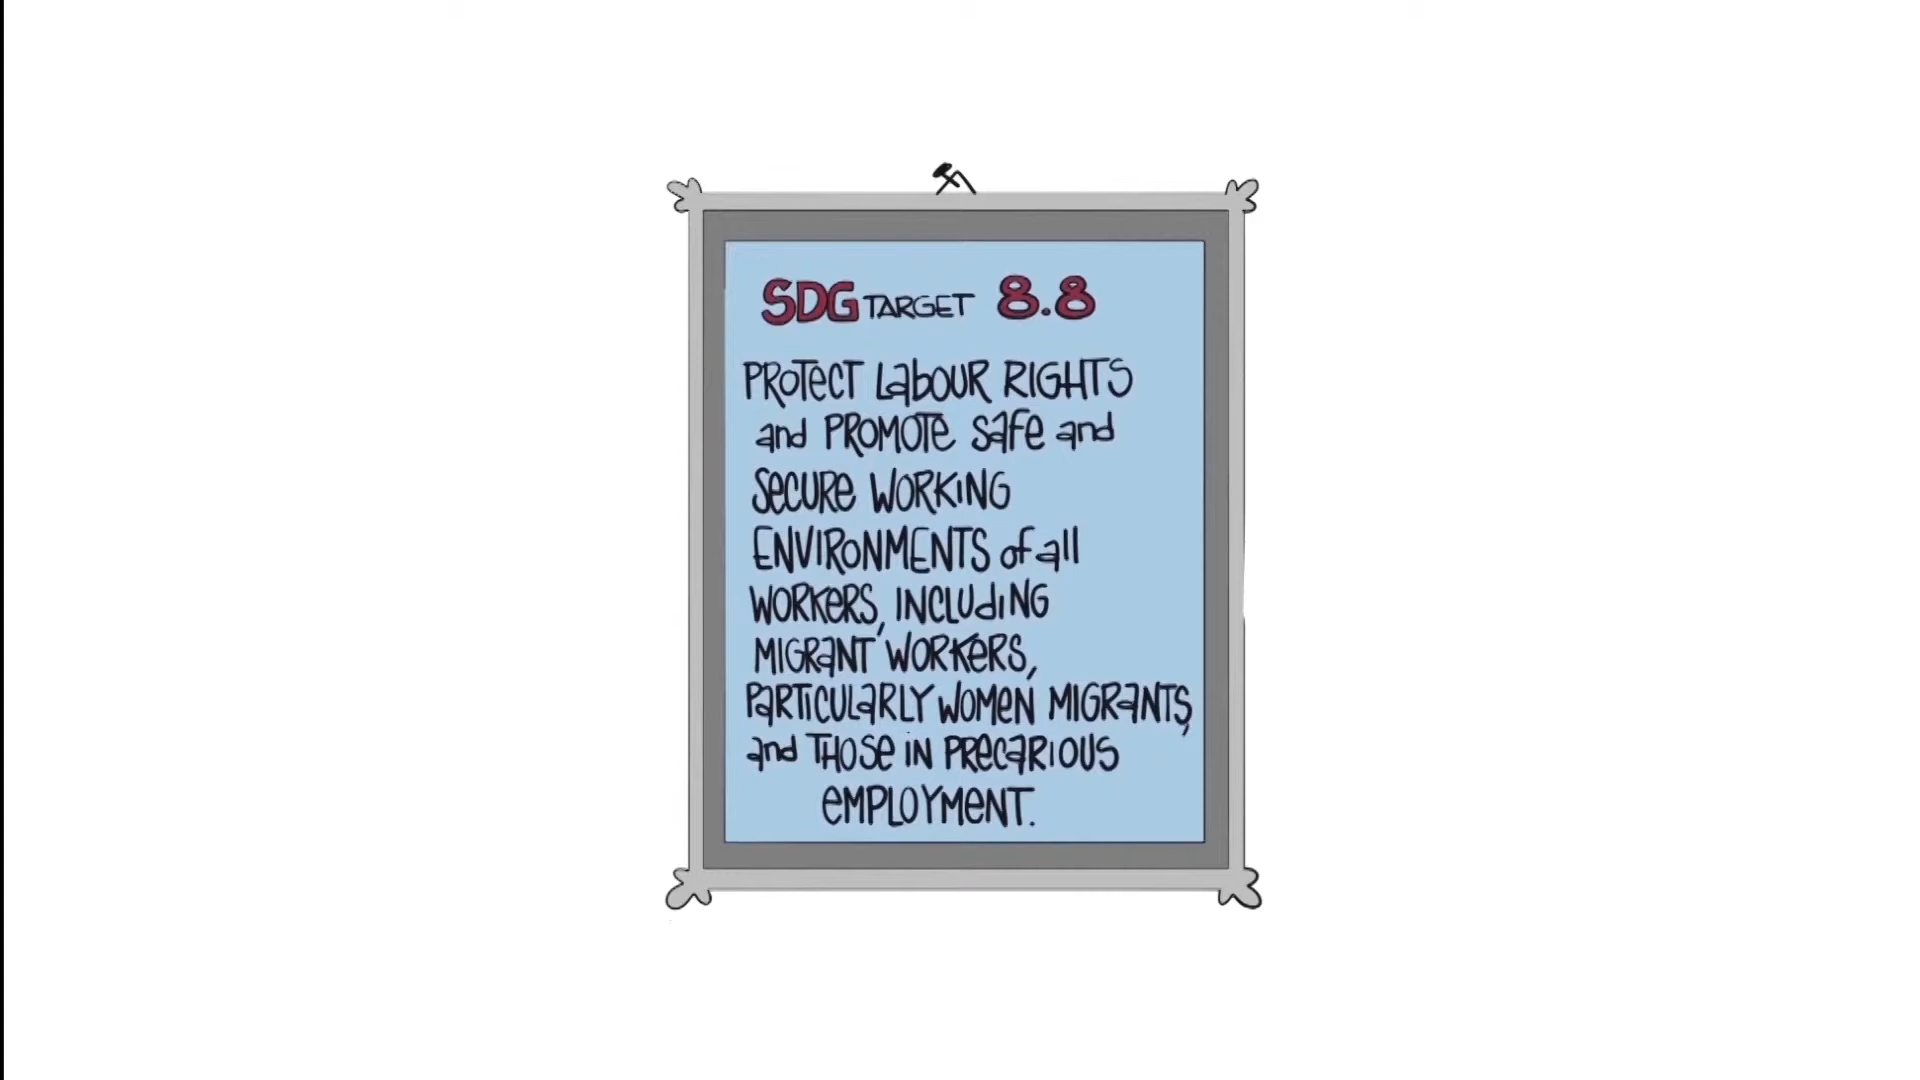 SDG TARGET 8.8
PROTECT LABOUR RIGHTS
and PROMOTE SAFE and
SECURE WORKING
ENVIRONMENTS of all
WORKERS, INCLUDING
MIGRANT WORKERS,
PARTICULARLY WOMEN MIGRANTS,
and THOSE IN PRECARIOUS
EMPLOYMENT.